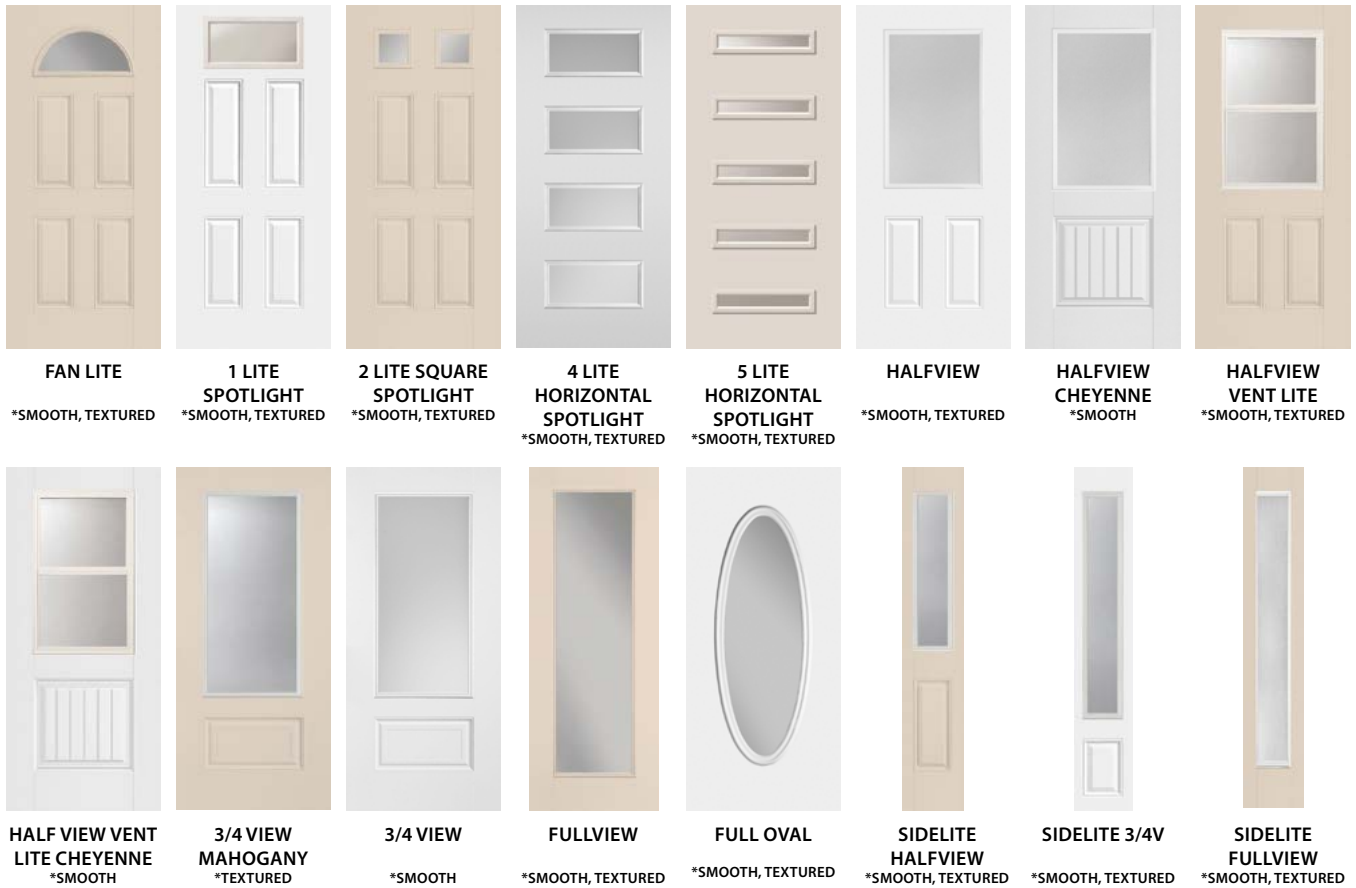 FAN LITE
*SMOOTH, TEXTURED
1 LITE
SPOTLIGHT
*SMOOTH, TEXTURED
2 LITE SQUARE
SPOTLIGHT
*SMOOTH, TEXTURED
4 LITE
HORIZONTAL
SPOTLIGHT
*SMOOTH, TEXTURED
5 LITE
HORIZONTAL
SPOTLIGHT
*SMOOTH, TEXTURED
HALFVIEW
*SMOOTH, TEXTURED
HALFVIEW
CHEYENNE
*SMOOTH
HALFVIEW
VENT LITE
*SMOOTH, TEXTURED
HALF VIEW VENT
LITE CHEYENNE
*SMOOTH
3/4 VIEW
MAHOGANY
*TEXTURED
3/4 VIEW
*SMOOTH
FULLVIEW
*SMOOTH, TEXTURED
FULL OVAL
*SMOOTH, TEXTURED
SIDELITE
HALFVIEW
*SMOOTH, TEXTURED
SIDELITE 3/4V
*SMOOTH, TEXTURED
SIDELITE
FULLVIEW
*SMOOTH, TEXTURED